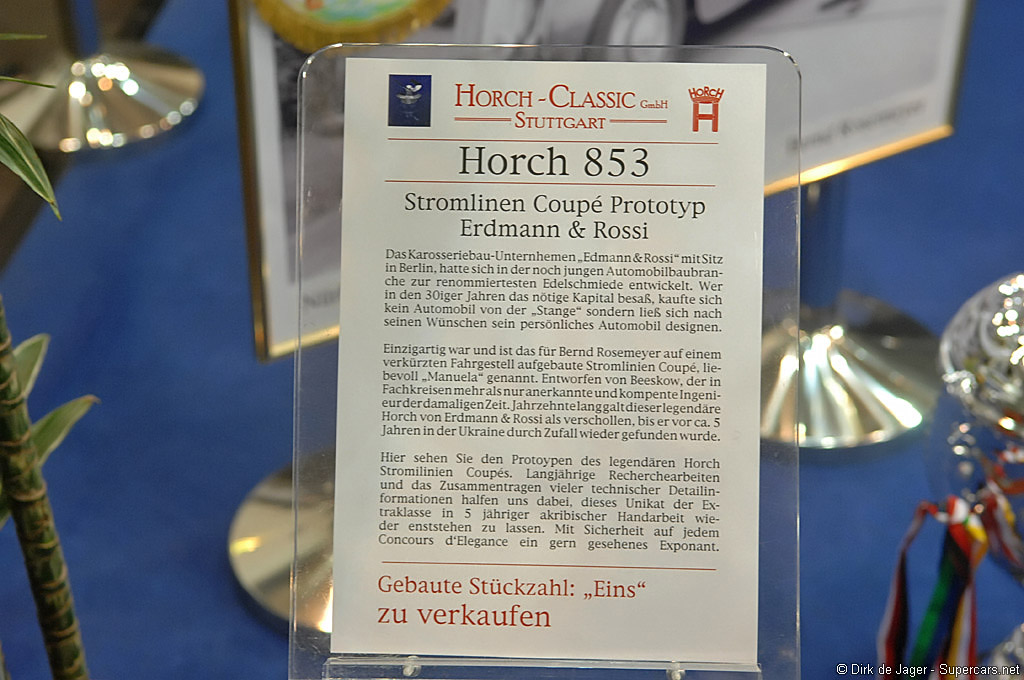 HORCH - CLASSIC GmbH
STUTTGART
HORCH
H
Horch 853
Stromlinen Coupé Prototyp
Erdmann & Rossi
Das Karosseriebau-Unternhemen „Edmann & Rossi“ mit Sitz
in Berlin, hatte sich in der noch jungen Automobilbaubran-
che zur renommiertesten Edelschmiede entwickelt. Wer
in den 30iger Jahren das nötige Kapital besaß, kaufte sich
kein Automobil von der „Stange“ sondern ließ sich nach
seinen Wünschen sein persönliches Automobil designen.
Einzigartig war und ist das für Bernd Rosemeyer auf einem
verkürzten Fahrgestell aufgebaute Stromlinien Coupé, lie-
bevoll „Manuela“ genannt. Entworfen von Beeskow, der in
Fachkreisen mehr als nur anerkannte und kompente Ingeni-
eur der damaligen Zeit. Jahrzehnte lang galt dieser legendäre
Horch von Erdmann & Rossi als verschollen, bis er vor ca. 5
Jahren in der Ukraine durch Zufall wieder gefunden wurde.
Hier sehen Sie den Protoypen des legendären Horch
Stromilinien Coupés. Langjährige Recherchearbeiten
und das Zusammentragen vieler technischer Detailin-
formationen halfen uns dabei, dieses Unikat der Ex-
traklasse in 5 jähriger akribischer Handarbeit wie-
der enststehen zu lassen. Mit Sicherheit auf jedem
Concours d‘Elegance ein gern gesehenes Exponant.
Gebaute Stückzahl: „Eins“
zu verkaufen
© Dirk de Jager - Supercars.net